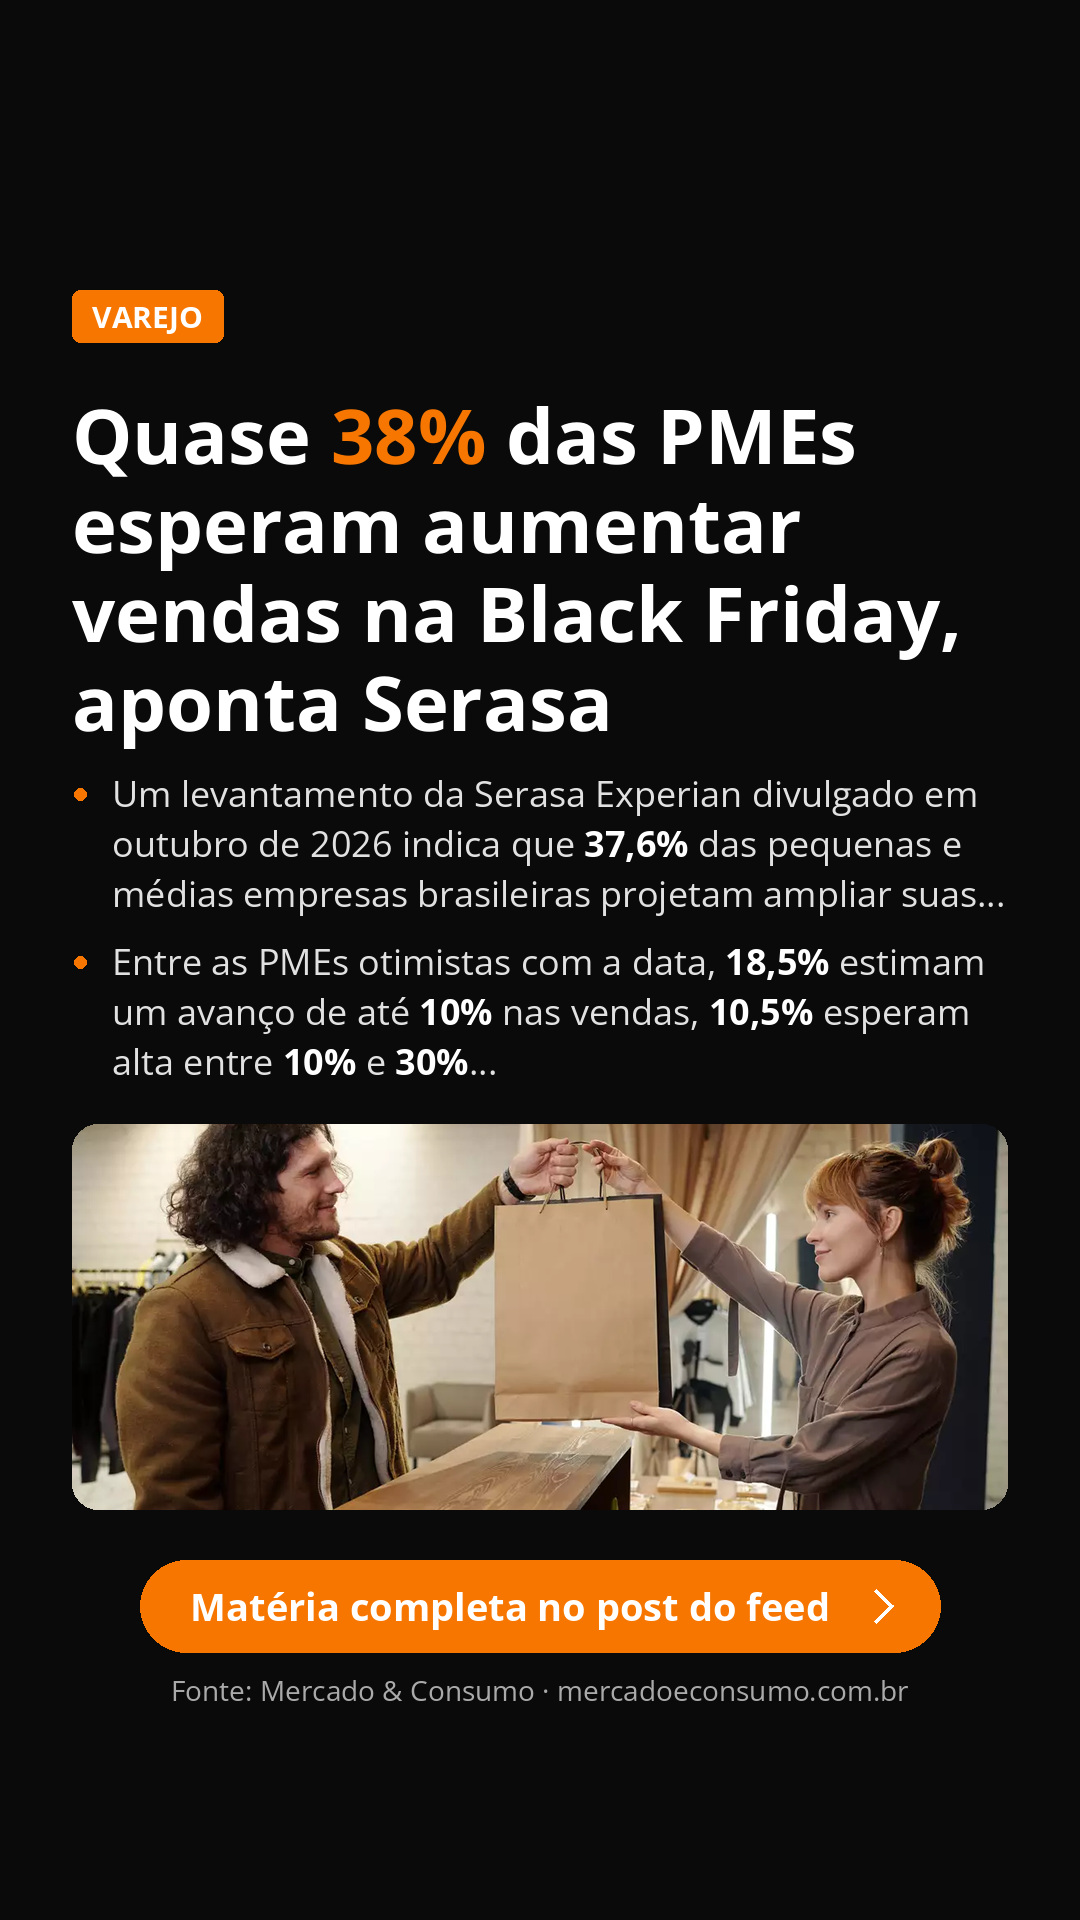 VAREJO
Quase 38% das PMEs
esperam aumentar
vendas na Black Friday,
aponta Serasa
Um levantamento da Serasa Experian divulgado em
outubro de 2026 indica que 37,6% das pequenas e
médias empresas brasileiras projetam ampliar suas...
Entre as PMEs otimistas com a data, 18,5% estimam
um avanço de até 10% nas vendas, 10,5% esperam
alta entre 10% e 30%...
Matéria completa no post do feed
Fonte: Mercado & Consumo · mercadoeconsumo.com.br